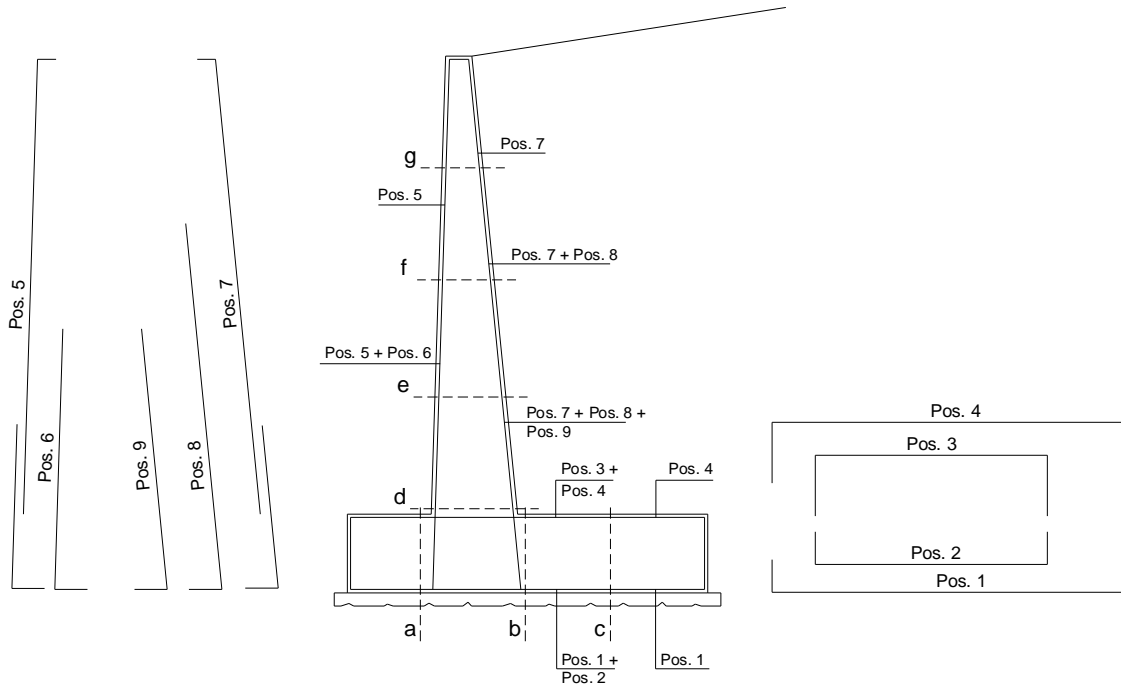 Pos. 7
g
Pos. 5
Pos. 7 + Pos. 8
f
Pos. 5
Pos. 7
Pos. 5 + Pos. 6
e
Pos. 7 + Pos. 8 +
Pos. 9
Pos. 4
Pos. 3
Pos. 6
Pos. 9
Pos. 8
Pos. 3 +
Pos. 4
Pos. 4
d
Pos. 2
Pos. 1
a
b
c
Pos. 1 +
Pos. 2
Pos. 1